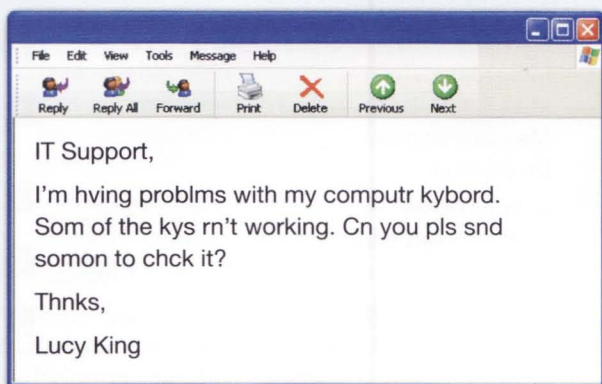 File Edit View Tools Message Help
Reply Reply All Forward Print Delete Previous Next
IT Support,
I'm hving problms with my computr kybord.
Som of the kys rn't working. Cn you pls snd
somon to chck it?
Thnks,
Lucy King